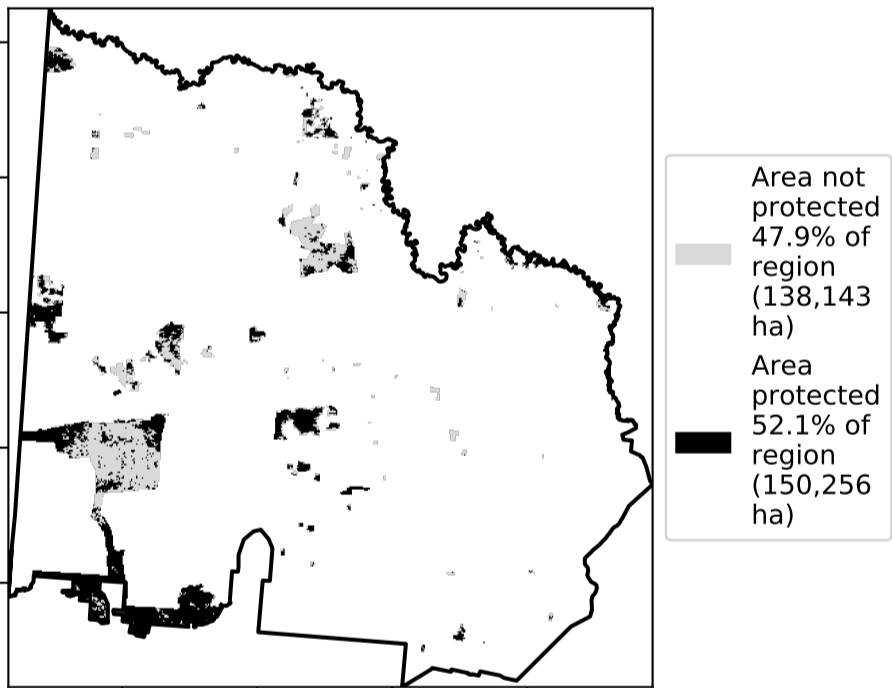 Area not
protected
47.9% of
region
(138,143
ha)
Area
protected
52.1% of
region
(150,256
ha)